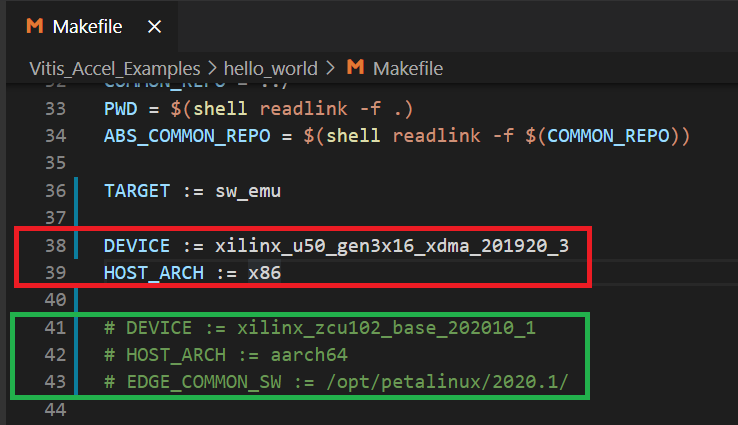 M Makefile ×
Vitis_Accel_Examples > hello_world > M Makefile
32 COMMON_REPO = ../
33 PWD = $(shell readlink -f .)
34 ABS_COMMON_REPO = $(shell readlink -f $(COMMON_REPO))
35
36 TARGET := sw_emu
37
38 DEVICE := xilinx_u50_gen3x16_xdma_201920_3
39 HOST_ARCH := x86
40
41 # DEVICE := xilinx_zcu102_base_202010_1
42 # HOST_ARCH := aarch64
43 # EDGE_COMMON_SW := /opt/petalinux/2020.1/
44